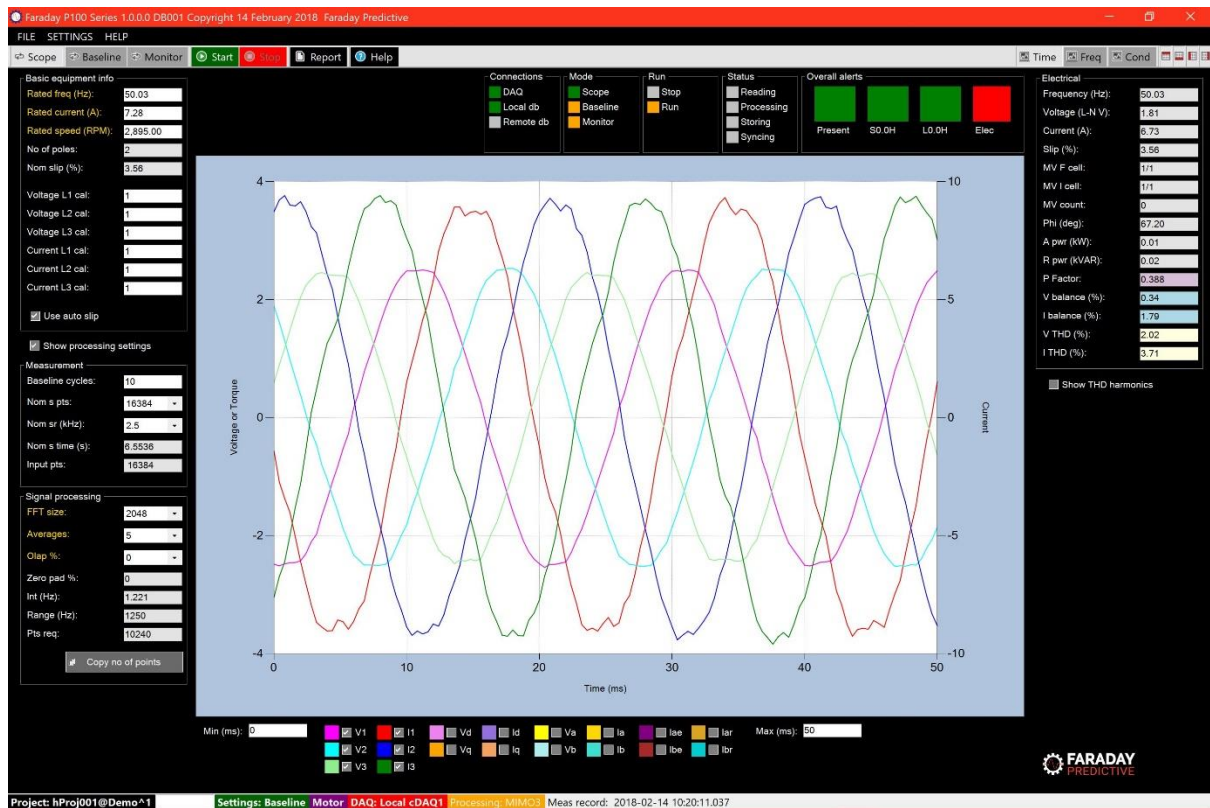 Faraday P100 Series 1.0.0.0 DB001 Copyright 14 February 2018 Faraday Predictive
FILE SETTINGS HELP
Scope Baseline Monitor Start Stop Report Help Time Freq Cond
Basic equipment info
Rated freq (Hz): 50.03
Rated current (A): 7.28
Rated speed (RPM): 2,895.00
No of poles: 2
Nom slip (%): 3.56
Voltage L1 cal: 1
Voltage L2 cal: 1
Voltage L3 cal: 1
Current L1 cal: 1
Current L2 cal: 1
Current L3 cal: 1
Use auto slip
Show processing settings
Measurement
Baseline cycles: 10
Nom s pts: 16384
Nom sr (kHz): 2.5
Nom s time (s): 6.5536
Input pts: 16384
Signal processing
FFT size: 2048
Averages: 5
Olap %: 0
Zero pad %: 0
Int (Hz): 1.221
Range (Hz): 1250
Pts req: 10240
Copy no of points
Connections
DAQ
Local db
Remote db
Mode
Scope
Baseline
Monitor
Run
Stop
Run
Status
Reading
Processing
Storing
Syncing
Overall alerts
Present S0.0H L0.0H Elec
4
2
0
-2
-4
Voltage or Torque
10
5
0
-5
-10
Current
0 10 20 30 40 50
Time (ms)
Min (ms): 0
V1 I1 Vd Id Va Ia Iae Iar
V2 I2 Vq Iq Vb Ib Ibe Ibr
V3 I3
Max (ms): 50
Electrical
Frequency (Hz): 50.03
Voltage (L-N V): 1.81
Current (A): 6.73
Slip (%): 3.56
MV F cell: 1/1
MV I cell: 1/1
MV count: 0
Phi (deg): 67.20
A pwr (kW): 0.01
R pwr (kVAR): 0.02
P Factor: 0.388
V balance (%): 0.34
I balance (%): 1.79
V THD (%): 2.02
I THD (%): 3.71
Show THD harmonics
FARADAY
PREDICTIVE
Project: hProj001@Demo^1 Settings: Baseline Motor DAQ: Local cDAQ1 Processing: MIMO3 Meas record: 2018-02-14 10:20:11.037